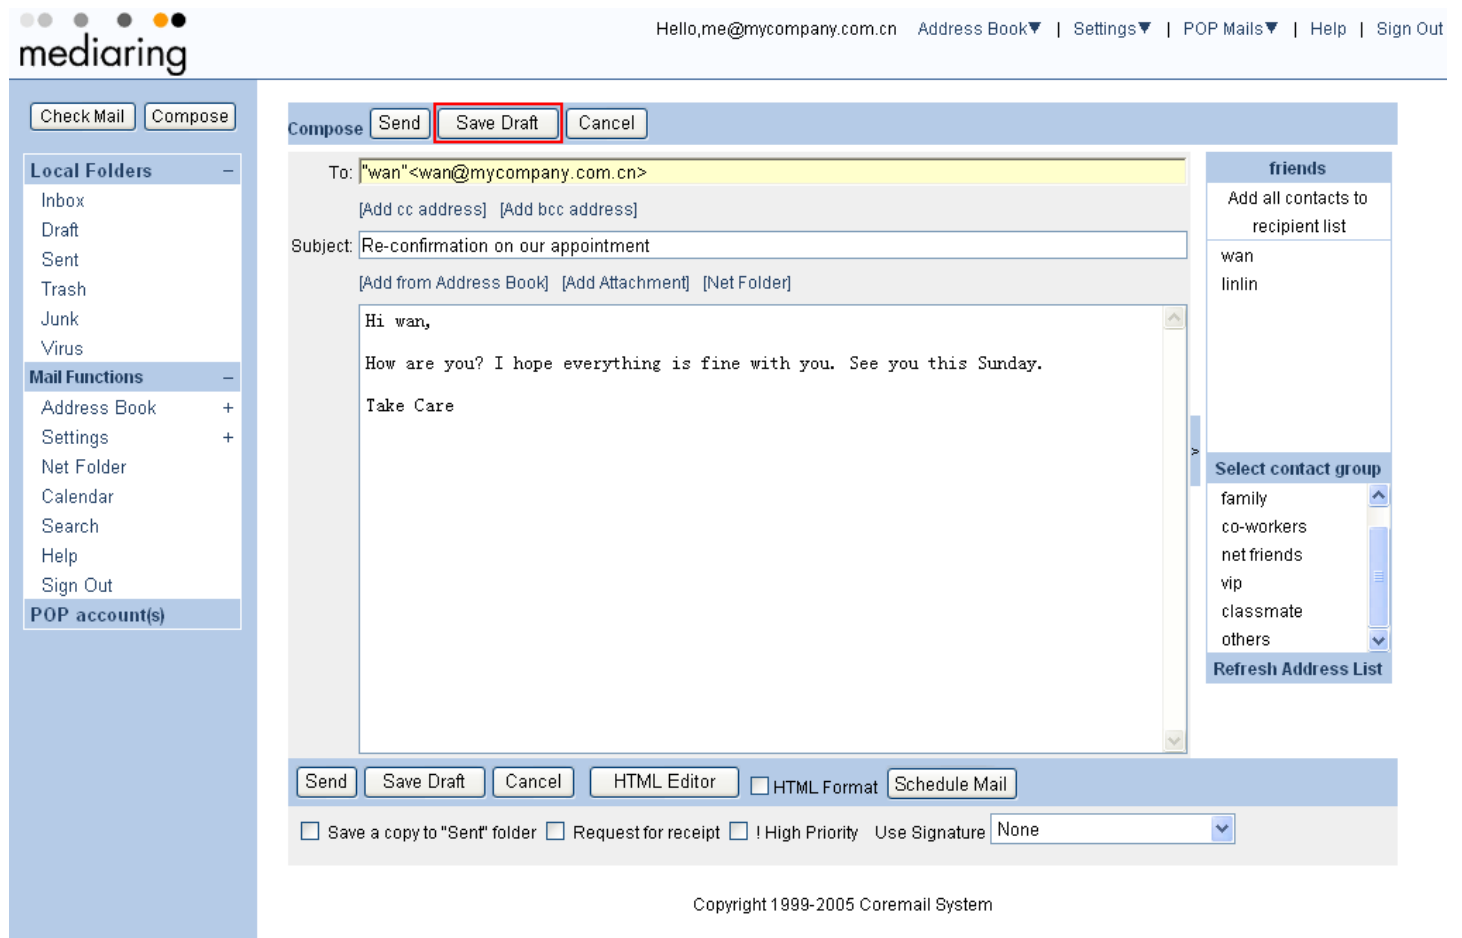 mediaring
Hello,me@mycompany.com.cn Address Book▼ | Settings▼ | POP Mails▼ | Help | Sign Out
Check Mail Compose
Local Folders −
Inbox
Draft
Sent
Trash
Junk
Virus
Mail Functions −
Address Book +
Settings +
Net Folder
Calendar
Search
Help
Sign Out
POP account(s)
Compose Send Save Draft Cancel
To: "wan"<wan@mycompany.com.cn>
[Add cc address] [Add bcc address]
Subject: Re-confirmation on our appointment
[Add from Address Book] [Add Attachment] [Net Folder]
Hi wan,
How are you? I hope everything is fine with you. See you this Sunday.
Take Care
friends
Add all contacts to
recipient list
wan
linlin
Select contact group
family
co-workers
net friends
vip
classmate
others
Refresh Address List
Send Save Draft Cancel HTML Editor HTML Format Schedule Mail
Save a copy to "Sent" folder Request for receipt ! High Priority Use Signature None
Copyright 1999-2005 Coremail System